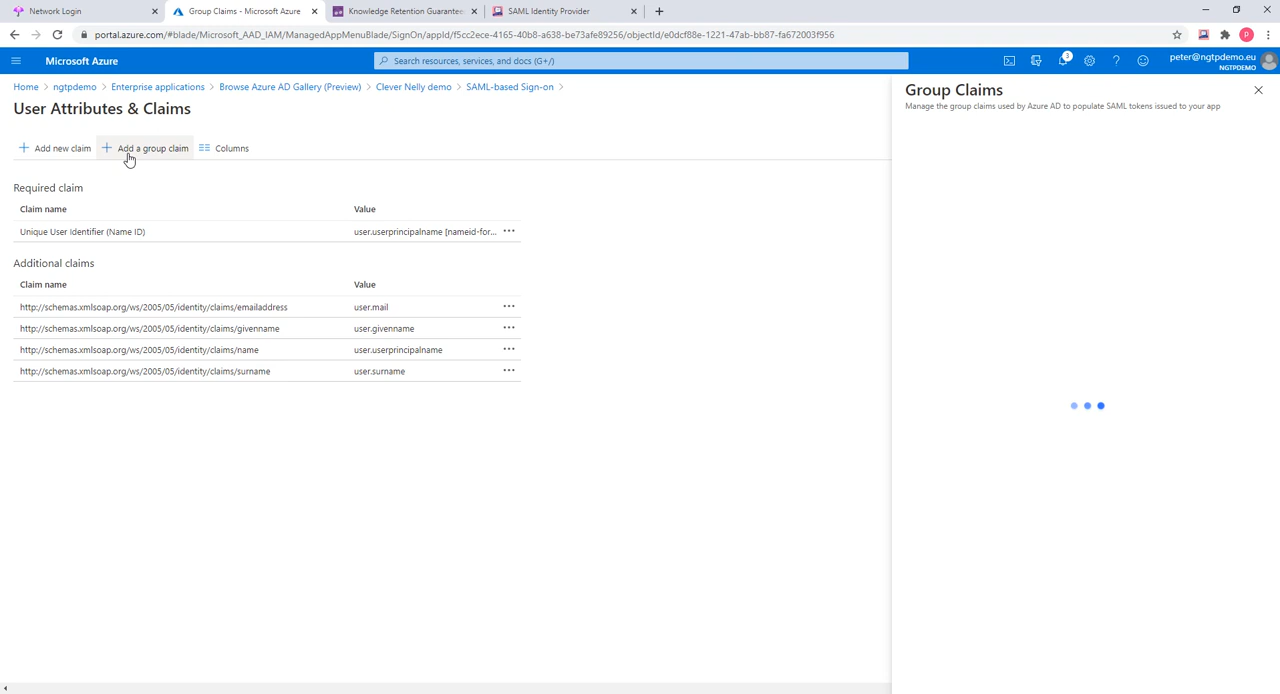 Network Login
Group Claims - Microsoft Azure
Knowledge Retention Guarantee
SAML Identity Provider
portal.azure.com/#blade/Microsoft_AAD_IAM/ManagedAppMenuBlade/SignOn/appId/f5cc2ece-4165-40b8-a638-be73afe89256/objectId/e0dcf88e-1221-47ab-bb87-fa672003f956
Microsoft Azure
Search resources, services, and docs (G+/)
3
peter@ngtpdemo.eu
NGTPDEMO
Home > ngtpdemo > Enterprise applications > Browse Azure AD Gallery (Preview) > Clever Nelly demo > SAML-based Sign-on >
User Attributes & Claims
Add new claim
Add a group claim
Columns
Required claim
Claim name Value
Unique User Identifier (Name ID) user.userprincipalname [nameid-for... ···
Additional claims
Claim name Value
http://schemas.xmlsoap.org/ws/2005/05/identity/claims/emailaddress user.mail ···
http://schemas.xmlsoap.org/ws/2005/05/identity/claims/givenname user.givenname ···
http://schemas.xmlsoap.org/ws/2005/05/identity/claims/name user.userprincipalname ···
http://schemas.xmlsoap.org/ws/2005/05/identity/claims/surname user.surname ···
Group Claims
Manage the group claims used by Azure AD to populate SAML tokens issued to your app